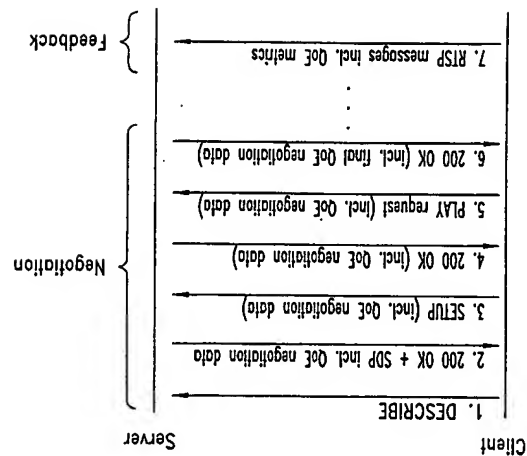 Client Server
1. DESCRIBE
2. 200 OK + SDP incl. QoE negotiation data
3. SETUP (incl. QoE negotiation data)
4. 200 OK (incl. QoE negotiation data)
5. PLAY request (incl. QoE negotiation data)
6. 200 OK (incl. final QoE negotiation data)
Negotiation
7. RTSP messages incl. QoE metrics
Feedback